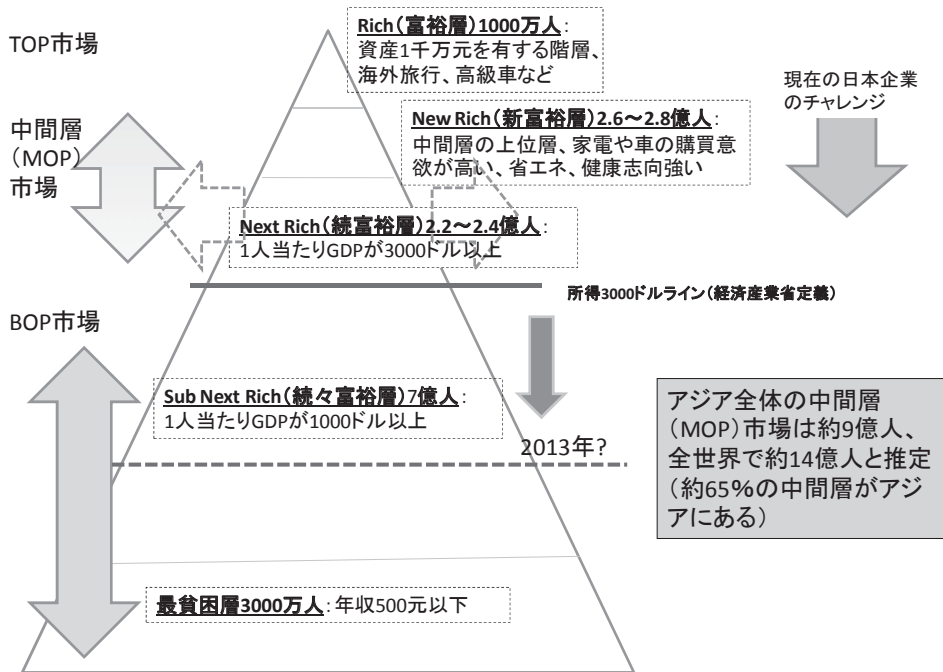 TOP市場
Rich（富裕層）1000万人：
資産1千万元を有する階層、
海外旅行、高級車など
現在の日本企業
のチャレンジ
中間層
（MOP）
市場
New Rich（新富裕層）2.6～2.8億人：
中間層の上位層、家電や車の購買意
欲が高い、省エネ、健康志向強い
Next Rich（続富裕層）2.2～2.4億人：
1人当たりGDPが3000ドル以上
所得3000ドルライン（経済産業省定義）
BOP市場
Sub Next Rich（続々富裕層）7億人：
1人当たりGDPが1000ドル以上
2013年?
アジア全体の中間層
（MOP）市場は約9億人、
全世界で約14億人と推定
（約65%の中間層がアジ
アにある）
最貧困層3000万人：年収500元以下